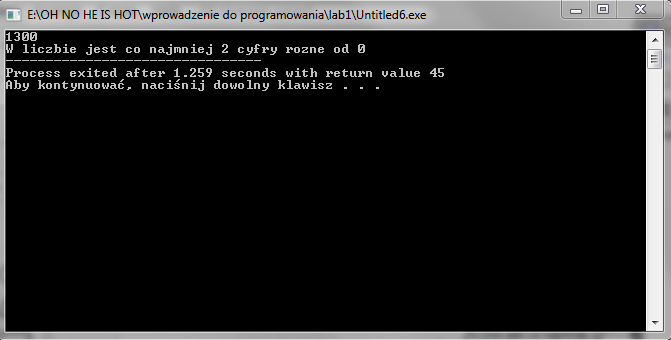 E:\OH NO HE IS HOT\wprowadzenie do programowania\lab1\Untitled6.exe
1300
W liczbie jest co najmniej 2 cyfry rozne od 0
--------------------------------
Process exited after 1.259 seconds with return value 45
Aby kontynuować, naciśnij dowolny klawisz . . .